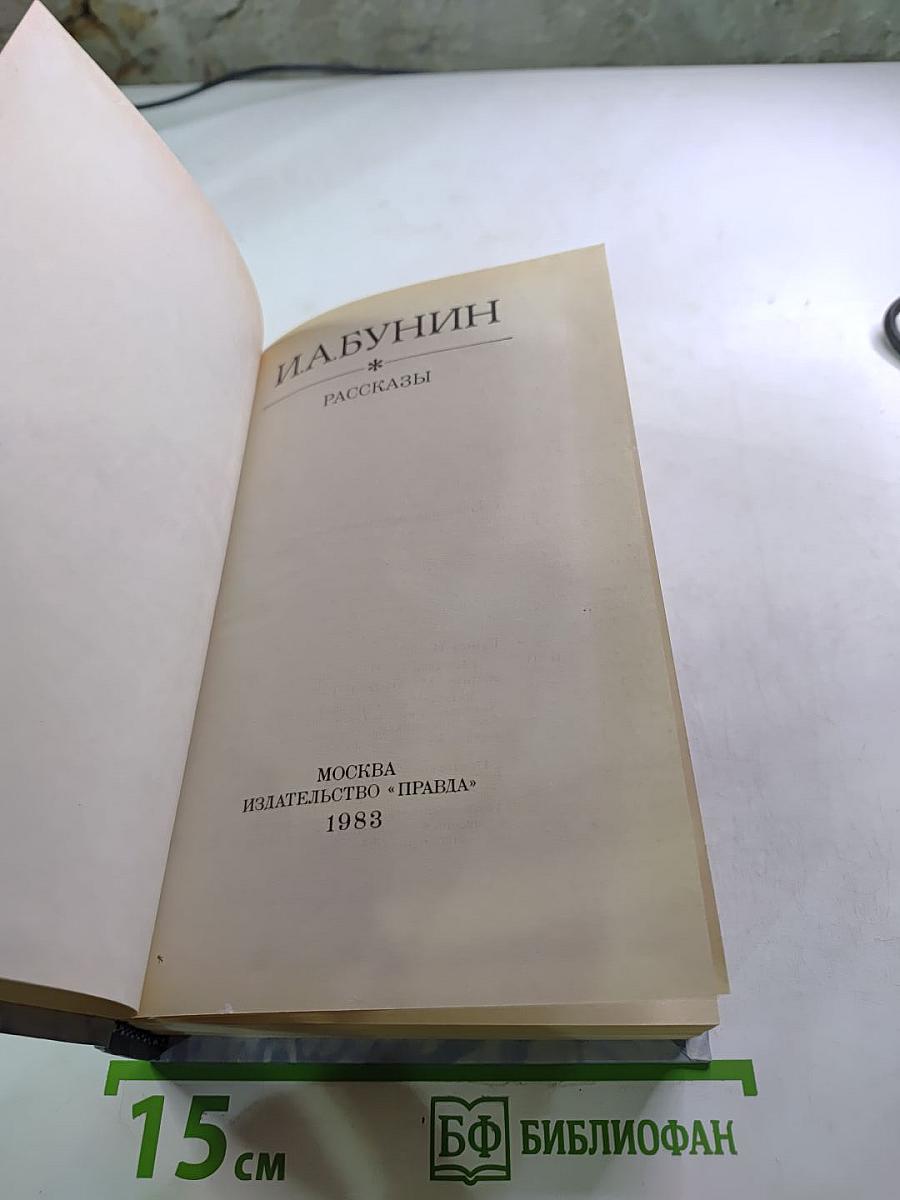 И.А.БУНИН
*
РАССКАЗЫ
МОСКВА
ИЗДАТЕЛЬСТВО «ПРАВДА»
1983
15 см
БФ БИБЛИОФАН